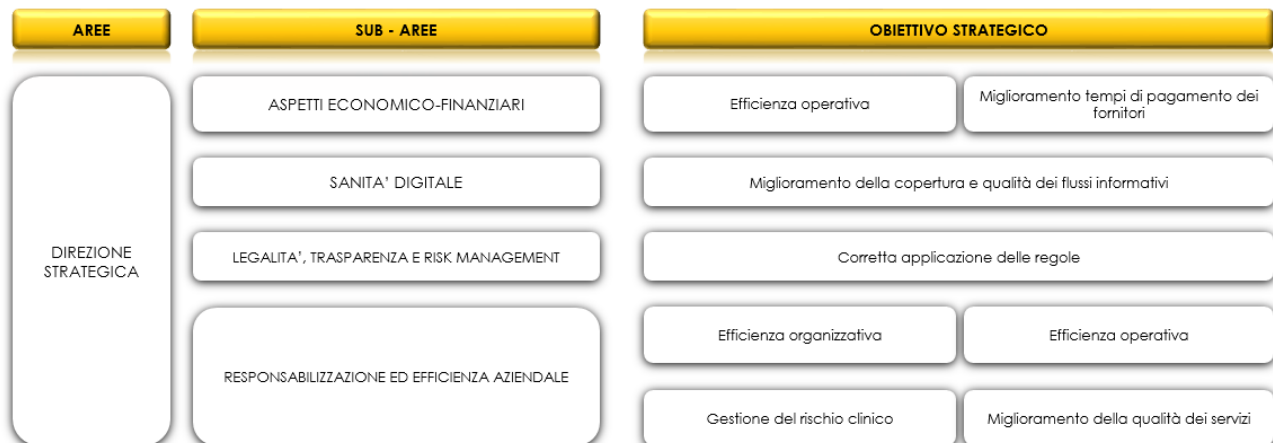 AREE
SUB - AREE
OBIETTIVO STRATEGICO
DIREZIONE
STRATEGICA
ASPETTI ECONOMICO-FINANZIARI
Efficienza operativa
Miglioramento tempi di pagamento dei
fornitori
SANITA' DIGITALE
Miglioramento della copertura e qualità dei flussi informativi
LEGALITA', TRASPARENZA E RISK MANAGEMENT
Corretta applicazione delle regole
RESPONSABILIZZAZIONE ED EFFICIENZA AZIENDALE
Efficienza organizzativa
Efficienza operativa
Gestione del rischio clinico
Miglioramento della qualità dei servizi